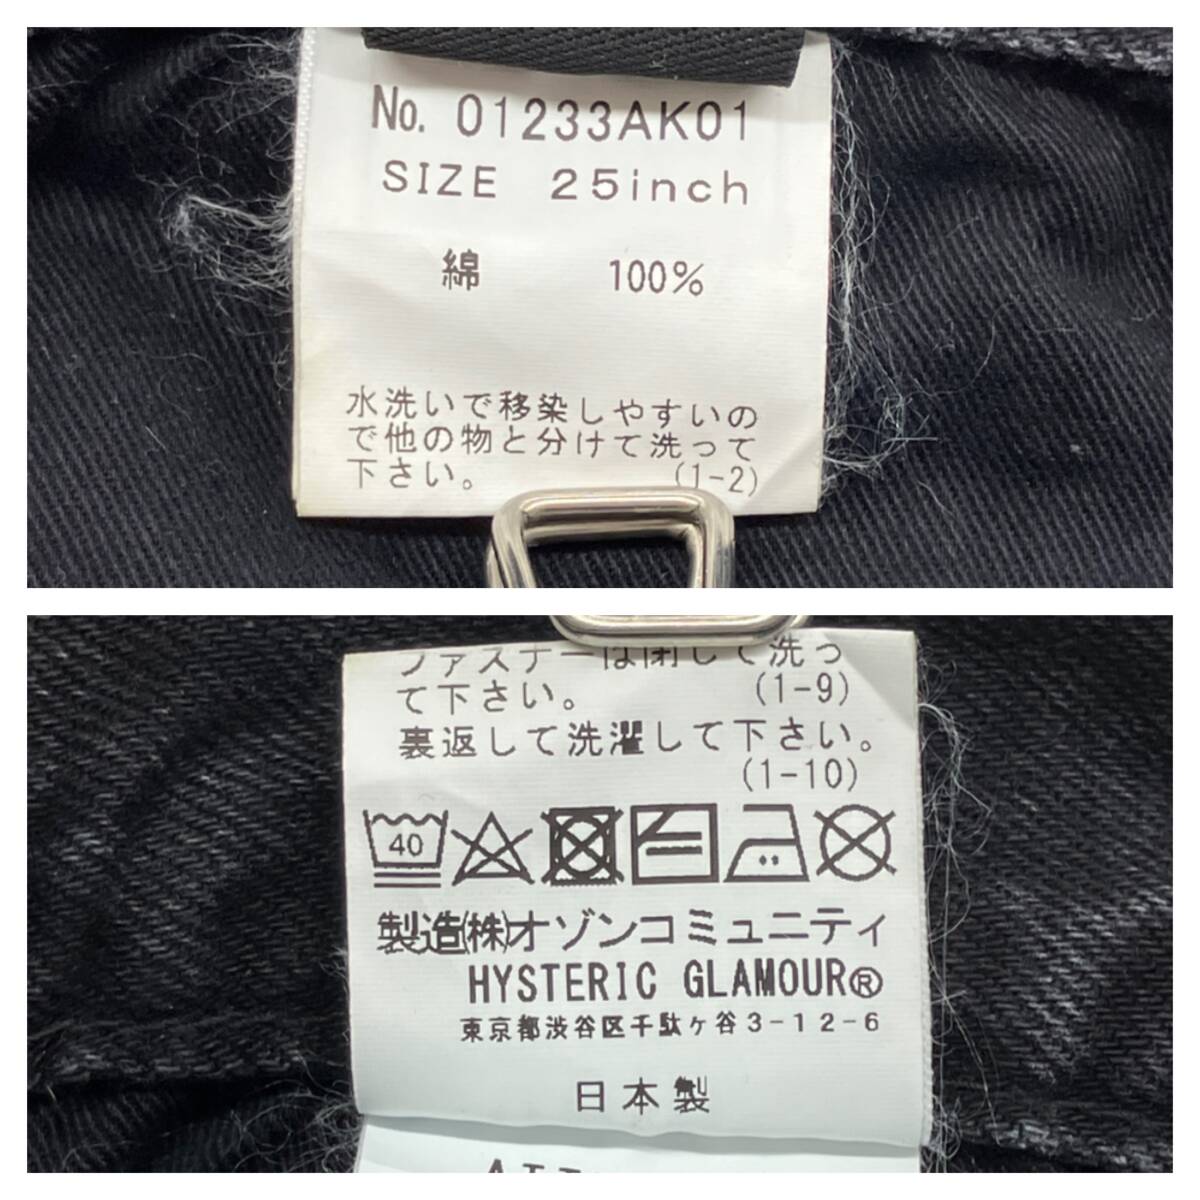 No. 01233AK01
SIZE 25inch
綿 100%
水洗いで移染しやすいの
で他の物と分けて洗って
下さい。 (1-2)
ファスナーは閉じて洗っ
て下さい。 (1-9)
裏返して洗濯して下さい。
(1-10)
40
製造㈱オゾンコミュニティ
HYSTERIC GLAMOUR®
東京都渋谷区千駄ヶ谷3-12-6
日本製